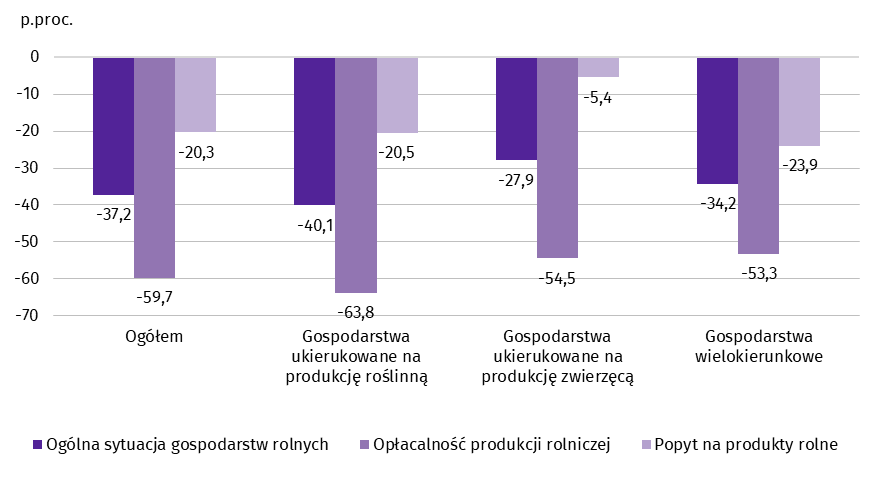 p.proc.
0
-10
-20
-30
-40
-50
-60
-70
-37,2
-59,7
-20,3
-40,1
-63,8
-20,5
-27,9
-54,5
-5,4
-34,2
-53,3
-23,9
Ogółem
Gospodarstwa
ukierukowane na
produkcję roślinną
Gospodarstwa
ukierukowane na
produkcję zwierzęcą
Gospodarstwa
wielokierunkowe
Ogólna sytuacja gospodarstw rolnych
Opłacalność produkcji rolniczej
Popyt na produkty rolne